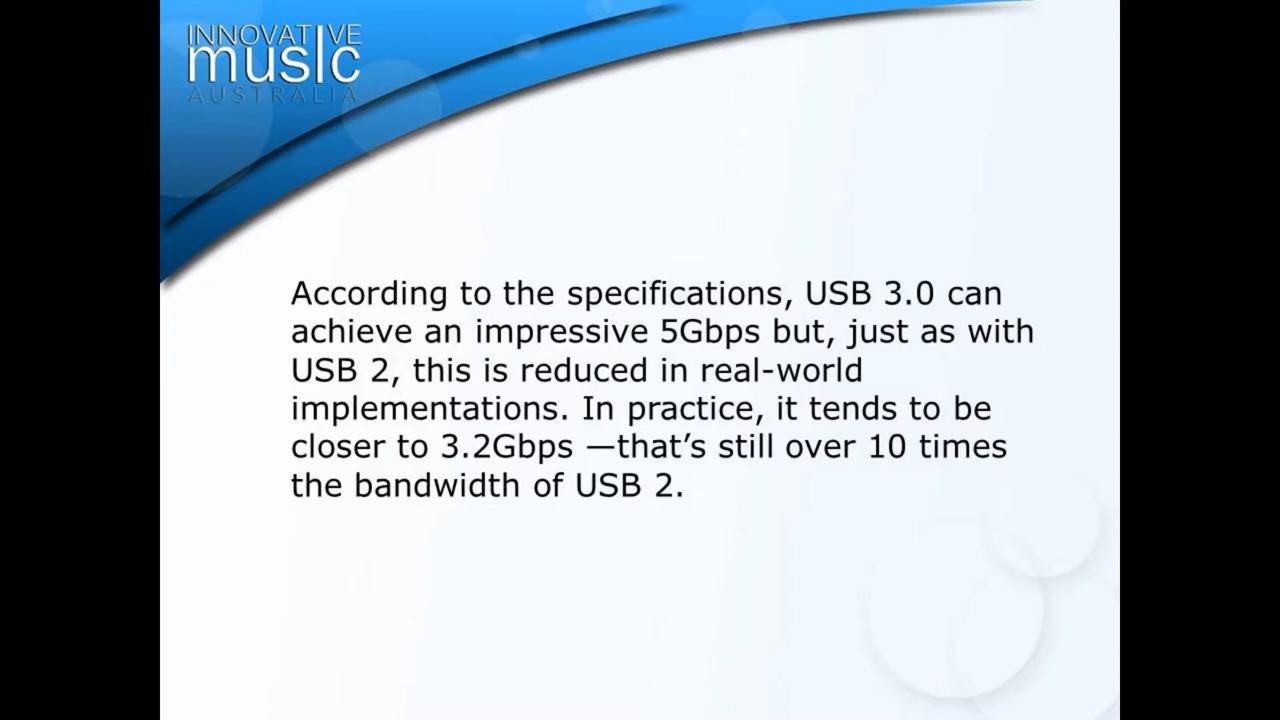 INNOVATIVE
musIc
AUSTRALIA
According to the specifications, USB 3.0 can
achieve an impressive 5Gbps but, just as with
USB 2, this is reduced in real-world
implementations. In practice, it tends to be
closer to 3.2Gbps —that’s still over 10 times
the bandwidth of USB 2.